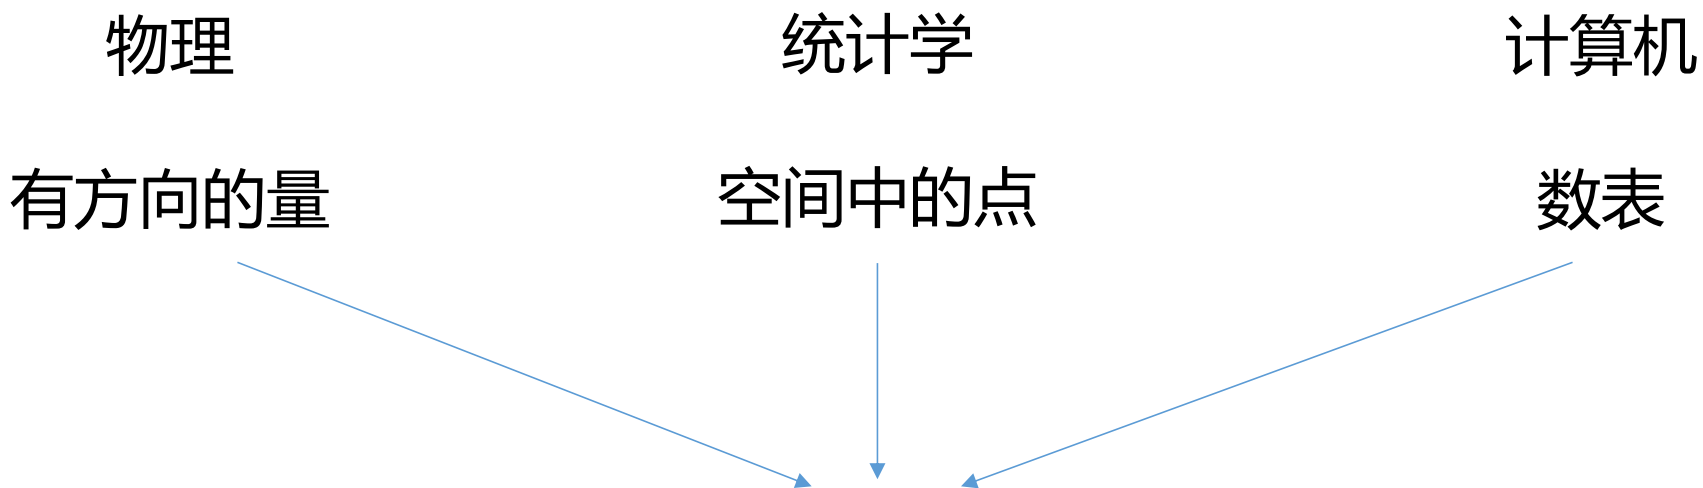 物理 统计学 计算机
有方向的量 空间中的点 数表